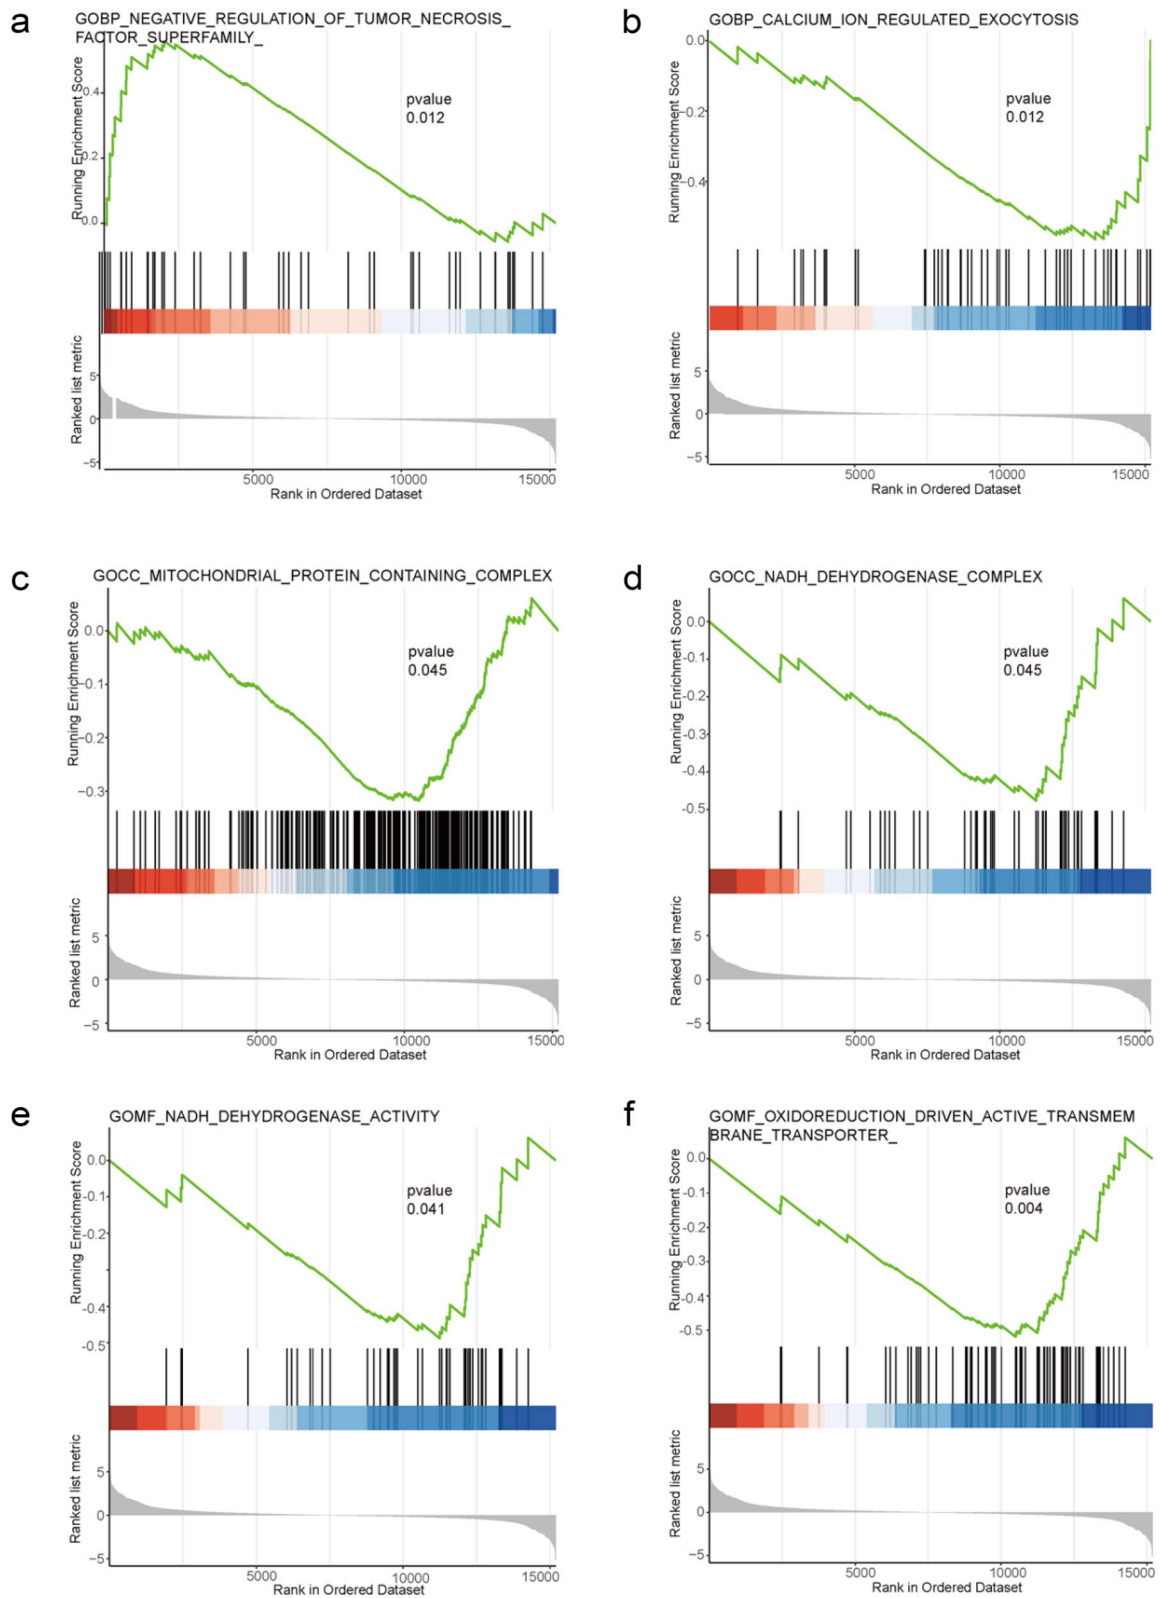 a
GOBP_NEGATIVE_REGULATION_OF_TUMOR_NECROSIS_
FACTOR_SUPERFAMILY_
Running Enrichment Score
0.4
0.2
0.0
pvalue
0.012
Ranked list metric
5
0
−5
5000
10000
15000
Rank in Ordered Dataset
b
GOBP_CALCIUM_ION_REGULATED_EXOCYTOSIS
Running Enrichment Score
0.0
−0.2
−0.4
pvalue
0.012
Ranked list metric
5
0
−5
5000
10000
15000
Rank in Ordered Dataset
c
GOCC_MITOCHONDRIAL_PROTEIN_CONTAINING_COMPLEX
Running Enrichment Score
0.0
−0.1
−0.2
−0.3
pvalue
0.045
Ranked list metric
5
0
−5
5000
10000
15000
Rank in Ordered Dataset
d
GOCC_NADH_DEHYDROGENASE_COMPLEX
Running Enrichment Score
0.0
−0.1
−0.2
−0.3
−0.4
−0.5
pvalue
0.045
Ranked list metric
5
0
−5
5000
10000
15000
Rank in Ordered Dataset
e
GOMF_NADH_DEHYDROGENASE_ACTIVITY
Running Enrichment Score
0.0
-0.1
-0.2
-0.4
-0.5
pvalue
0.041
Ranked list metric
5
0
−5
5000
10000
15000
Rank in Ordered Dataset
f
GOMF_OXIDOREDUCTION_DRIVEN_ACTIVE_TRANSMEM
BRANE_TRANSPORTER_
Running Enrichment Score
0.0
-0.1
-0.2
-0.3
-0.4
-0.5
pvalue
0.004
Ranked list metric
5
0
−5
5000
10000
15000
Rank in Ordered Dataset